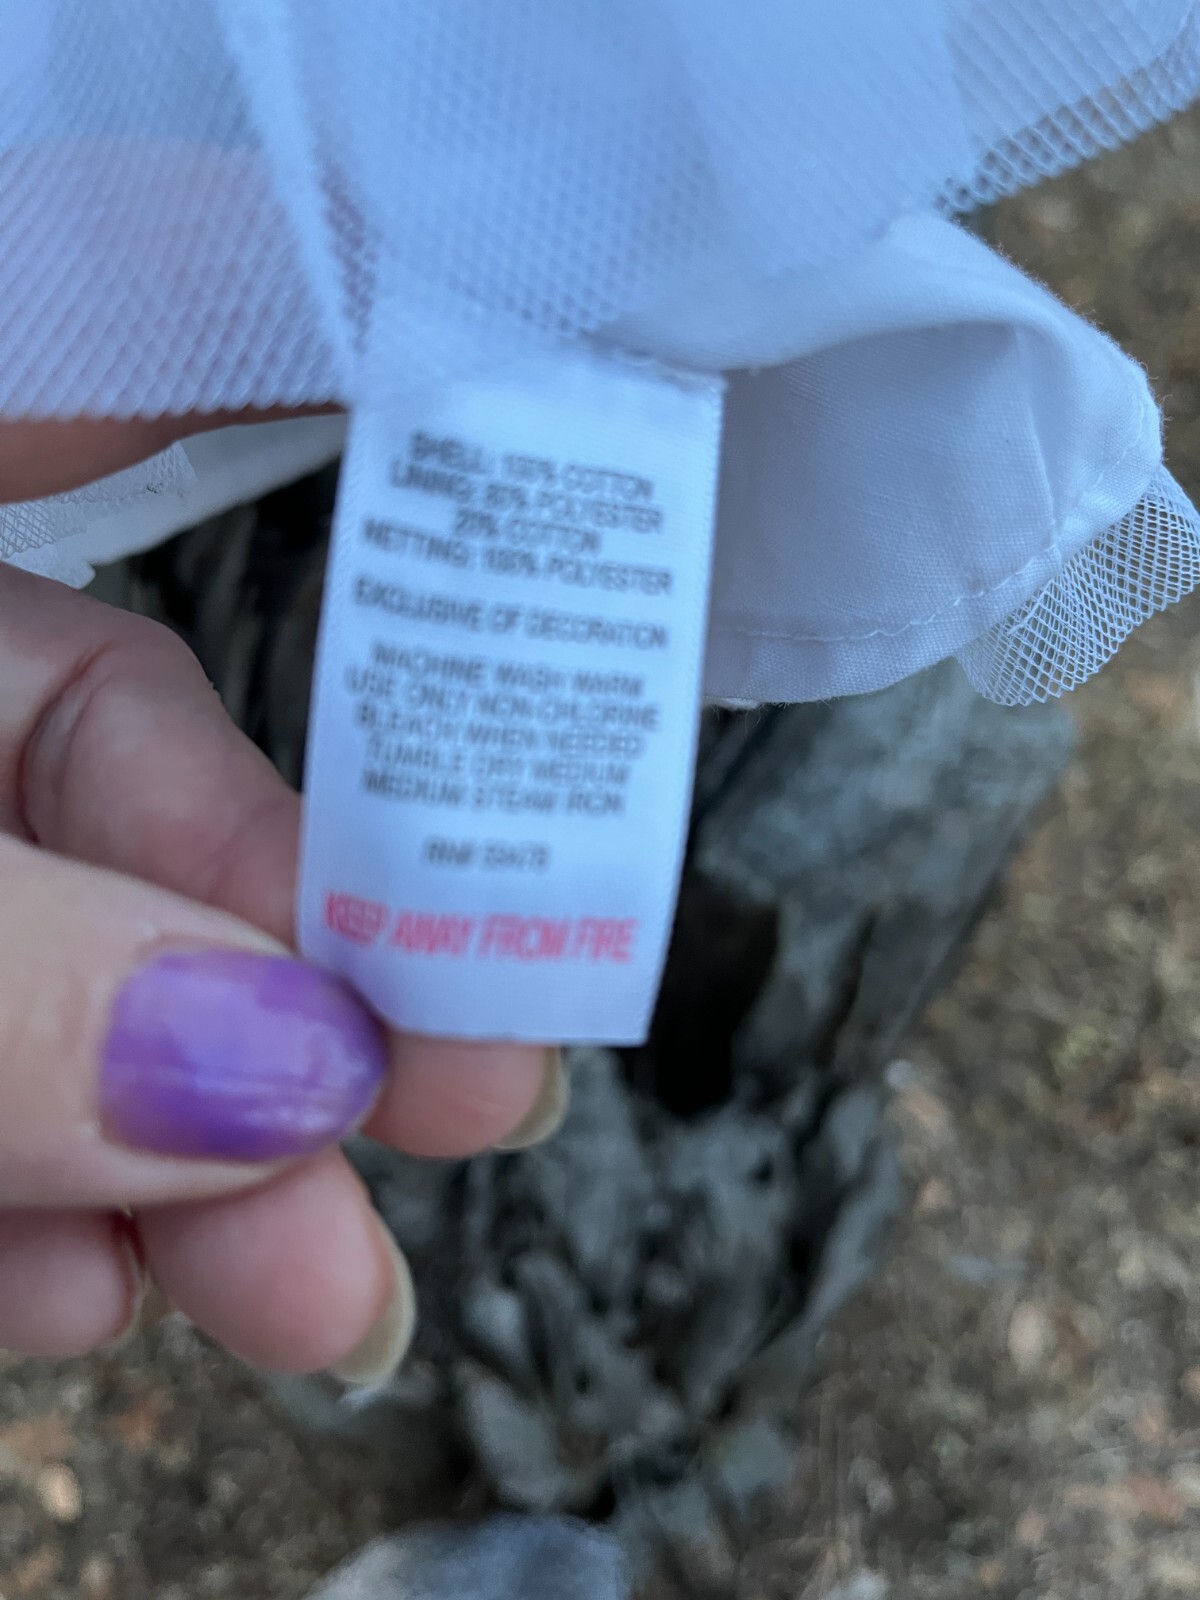 SHELL: 100% COTTON
LINING: 80% POLYESTER
20% COTTON
NETTING: 100% POLYESTER
EXCLUSIVE OF DECORATION
MACHINE WASH WARM
USE ONLY NON-CHLORINE
BLEACH WHEN NEEDED
TUMBLE DRY MEDIUM
MEDIUM STEAM IRON
RN#
KEEP AWAY FROM FIRE